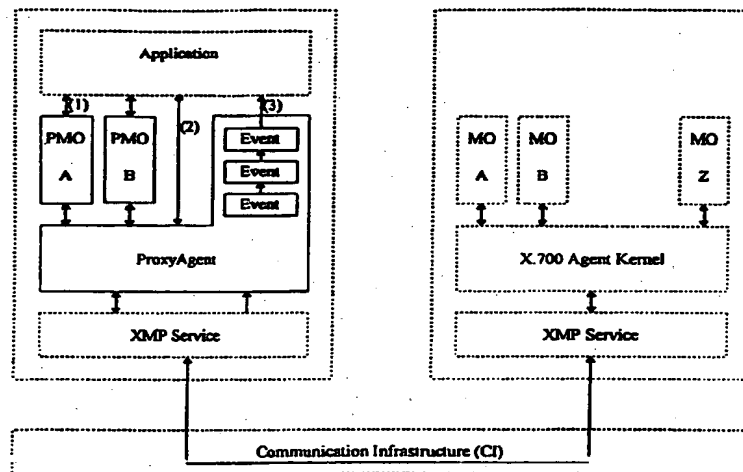 Application
(1)
(2)
(3)
PMO
A
PMO
B
Event
Event
Event
ProxyAgent
XMP Service
MO
A
MO
B
MO
Z
X.700 Agent Kernel
XMP Service
Communication Infrastructure (CI)